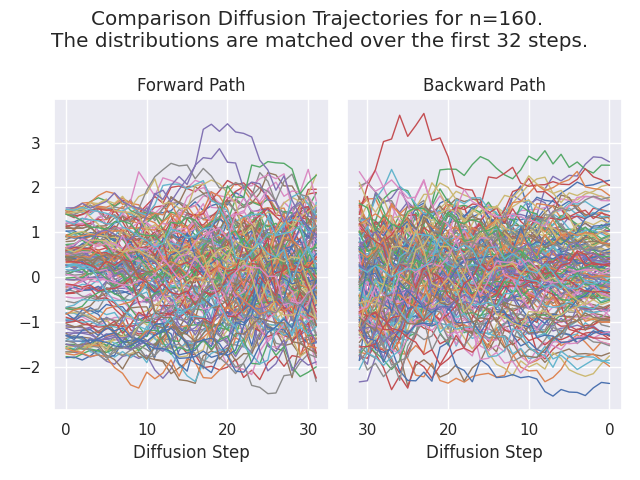 Comparison Diffusion Trajectories for n=160.
The distributions are matched over the first 32 steps.
Forward Path
Backward Path
3
2
1
0
−1
−2
0 10 20 30
30 20 10 0
Diffusion Step
Diffusion Step